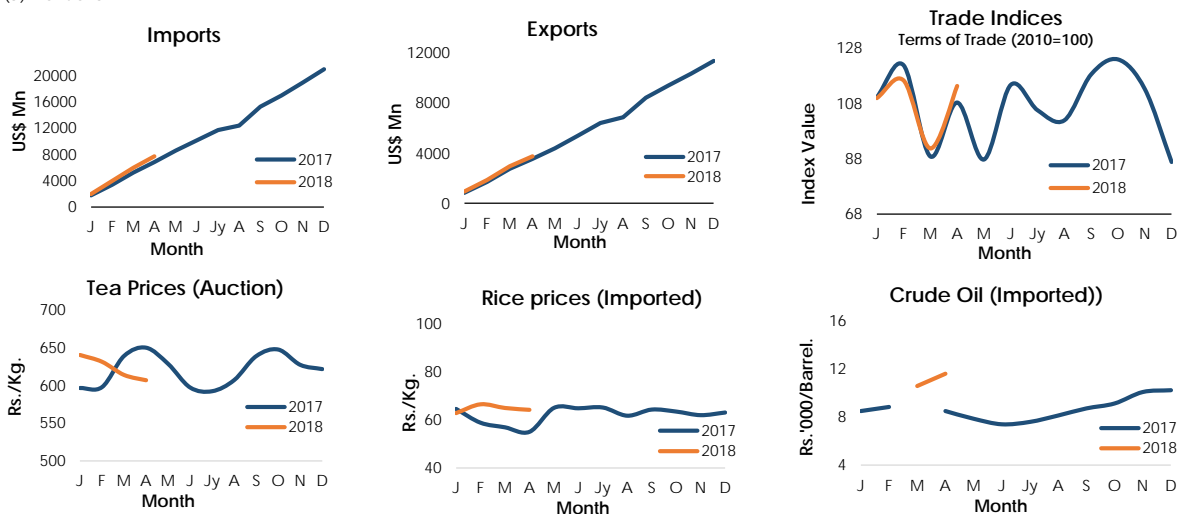 Imports
US$ Mn
20000
16000
12000
8000
4000
0
2017
2018
J F M A M J Jy A S O N D
Month
Exports
US$ Mn
12000
8000
4000
0
2017
2018
J F M A M J Jy A S O N D
Month
Trade Indices
Terms of Trade (2010=100)
Index Value
128
108
88
68
2017
2018
J F M A M J Jy A S O N D
Month
Tea Prices (Auction)
Rs./Kg.
700
650
600
550
500
2017
2018
J F M A M J Jy A S O N D
Month
Rice prices (Imported)
Rs./Kg.
100
80
60
40
2017
2018
J F M A M J Jy A S O N D
Month
Crude Oil (Imported))
Rs.'000/Barrel.
16
12
8
4
2017
2018
J F M A M J Jy A S O N D
Month